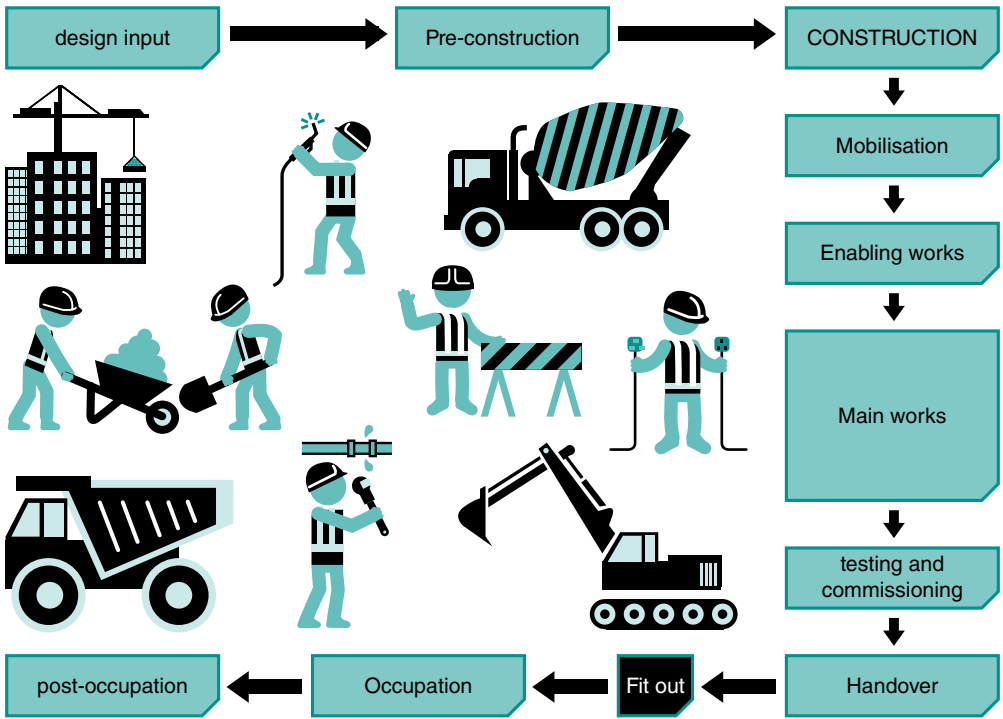 design input
Pre-construction
CONSTRUCTION
Mobilisation
Enabling works
Main works
testing and
commissioning
Handover
Fit out
Occupation
post-occupation